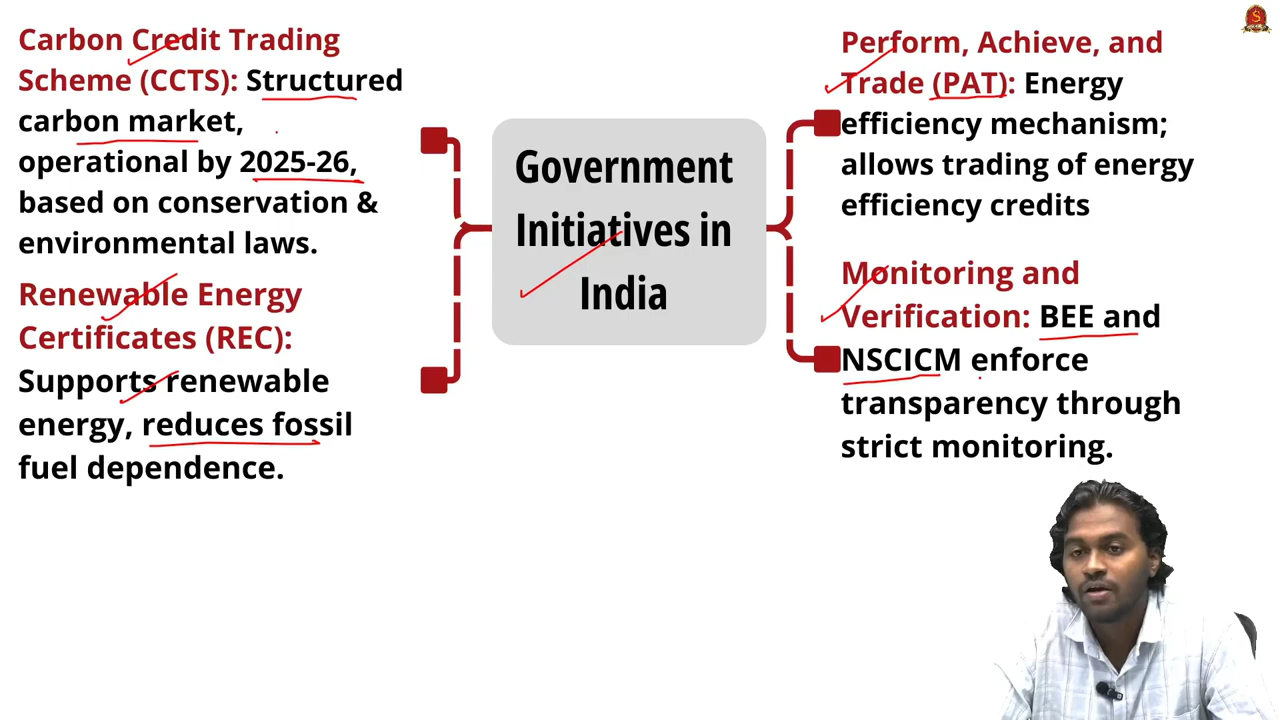 Carbon Credit Trading
Scheme (CCTS): Structured
carbon market,
operational by 2025-26,
based on conservation &
environmental laws.
Renewable Energy
Certificates (REC):
Supports renewable
energy, reduces fossil
fuel dependence.
Government
Initiatives in
India
Perform, Achieve, and
Trade (PAT): Energy
efficiency mechanism;
allows trading of energy
efficiency credits
Monitoring and
Verification: BEE and
NSCICM enforce
transparency through
strict monitoring.